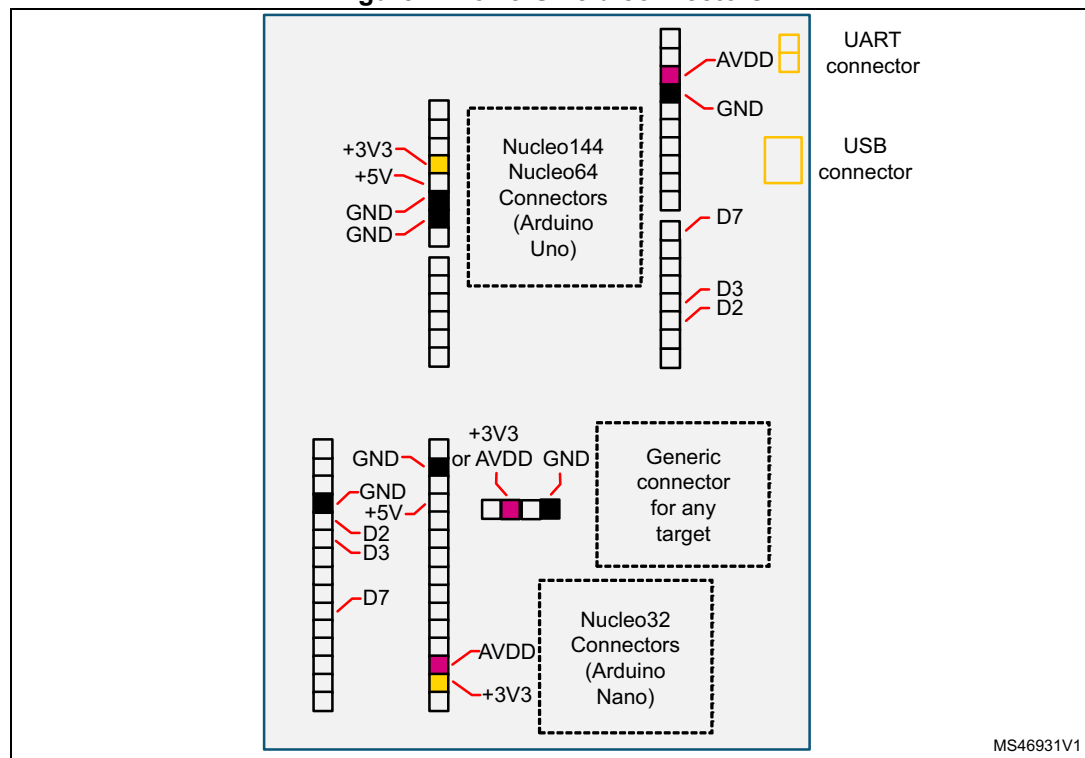 UART
connector
AVDD
GND
USB
connector
+3V3
+5V
GND
GND
Nucleo144
Nucleo64
Connectors
(Arduino
Uno)
D7
D3
D2
+3V3
or AVDD
GND
GND
GND
+5V
D2
D3
D7
Generic
connector
for any
target
AVDD
+3V3
Nucleo32
Connectors
(Arduino
Nano)
MS46931V1